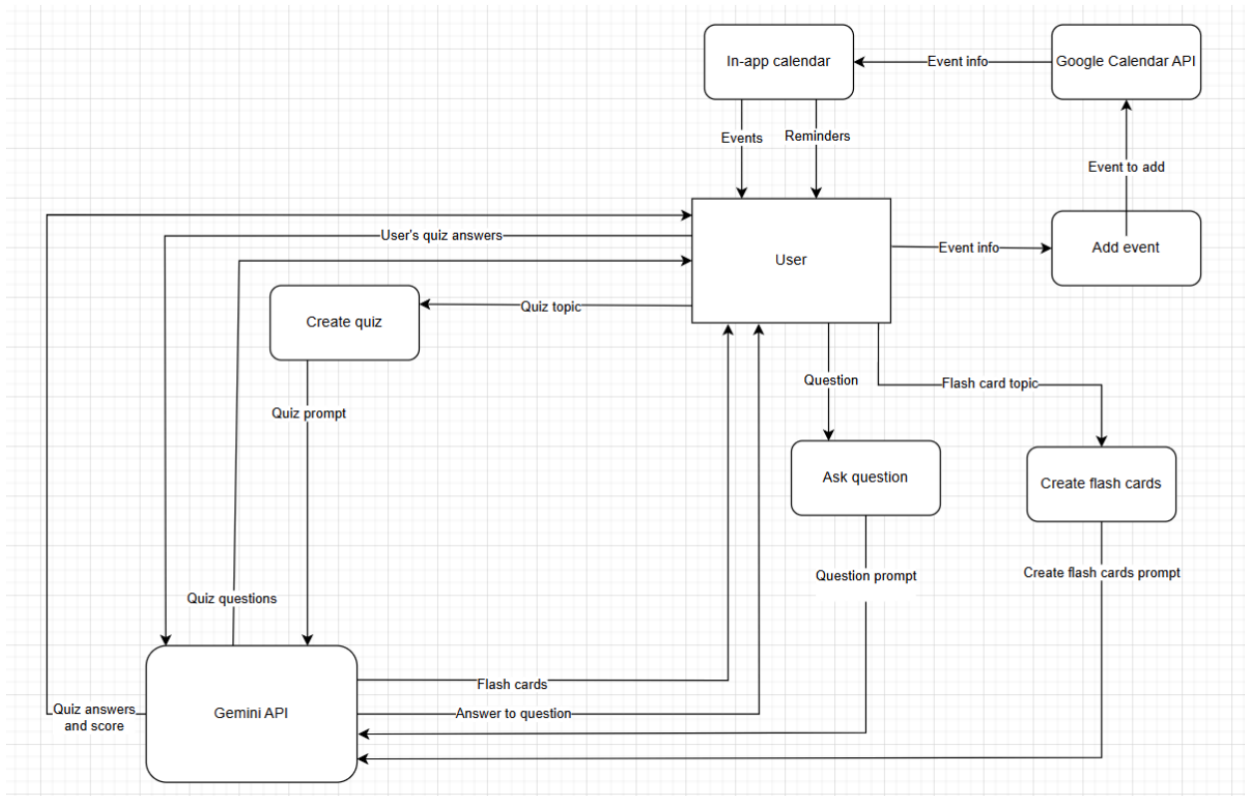 In-app calendar
Event info
Google Calendar API
Events
Reminders
Event to add
User's quiz answers
User
Event info
Add event
Create quiz
Quiz topic
Question
Flash card topic
Quiz prompt
Ask question
Create flash cards
Question prompt
Create flash cards prompt
Quiz questions
Flash cards
Quiz answers
and score
Gemini API
Answer to question